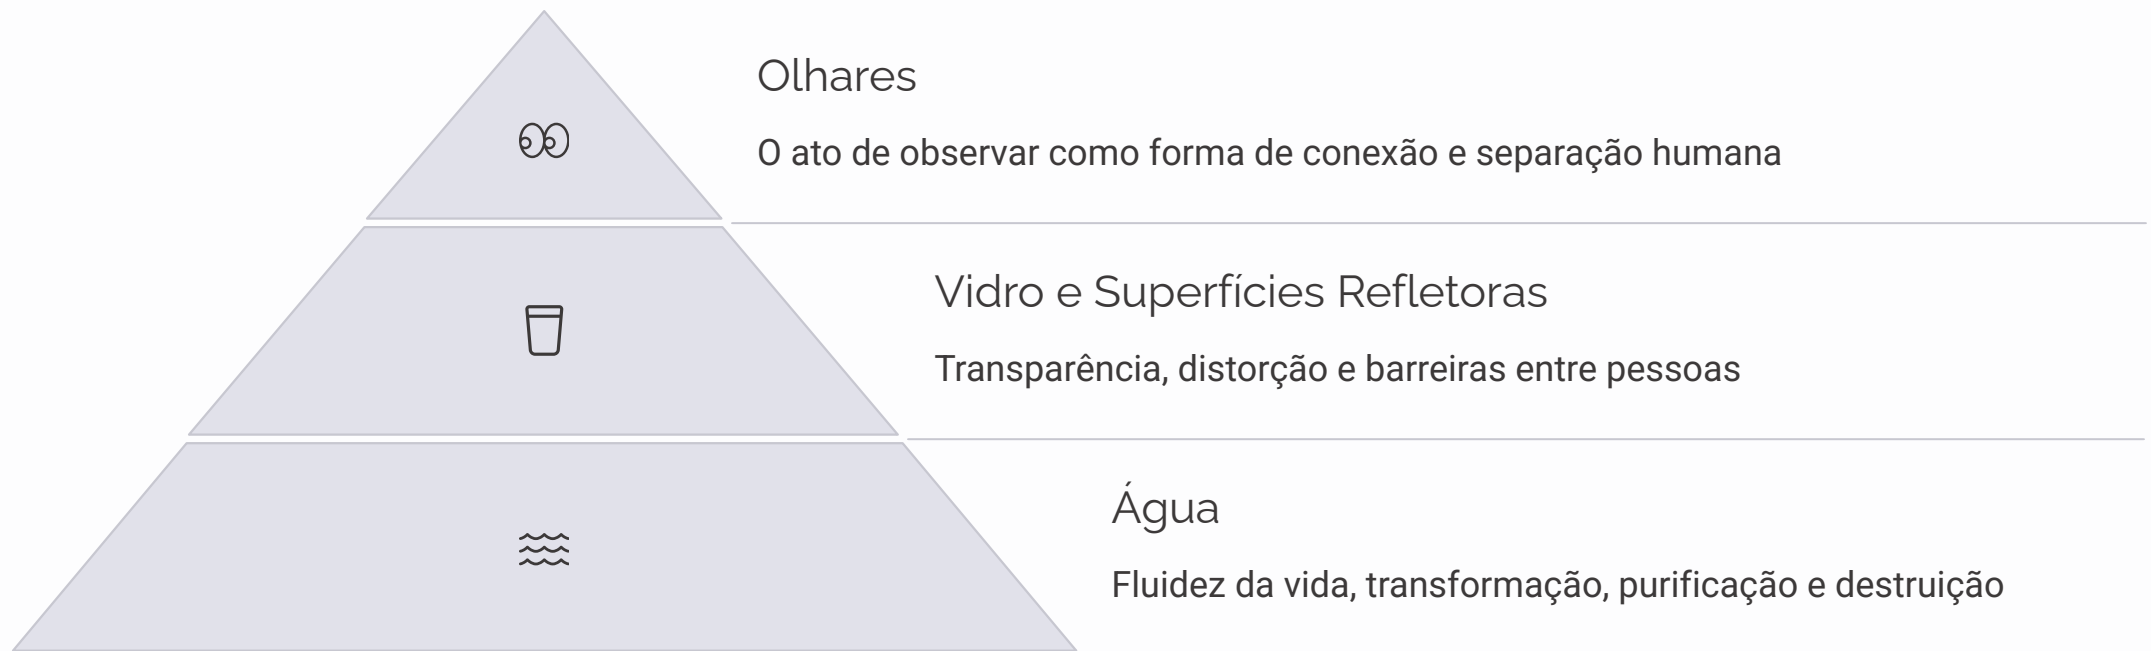 Olhares
O ato de observar como forma de conexão e separação humana
Vidro e Superfícies Refletoras
Transparência, distorção e barreiras entre pessoas
Água
Fluidez da vida, transformação, purificação e destruição